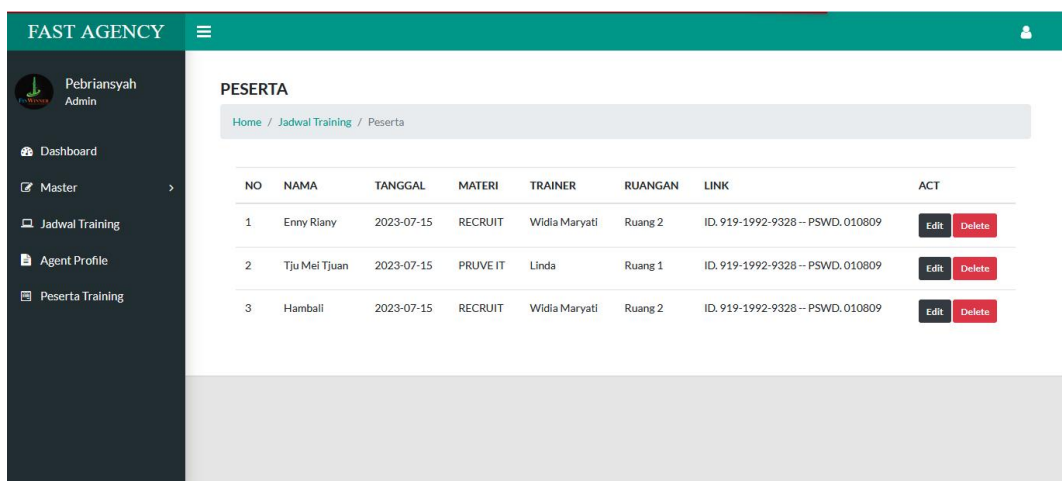 FAST AGENCY
Pebriansyah
Admin
Dashboard
Master
Jadwal Training
Agent Profile
Peserta Training
PESERTA
Home / Jadwal Training / Peserta
NO NAMA TANGGAL MATERI TRAINER RUANGAN LINK ACT
1 Enny Riany 2023-07-15 RECRUIT Widia Maryati Ruang 2 ID. 919-1992-9328 -- PSWD. 010809 Edit Delete
2 Tju Mei Tjuan 2023-07-15 PRUVE IT Linda Ruang 1 ID. 919-1992-9328 -- PSWD. 010809 Edit Delete
3 Hambali 2023-07-15 RECRUIT Widia Maryati Ruang 2 ID. 919-1992-9328 -- PSWD. 010809 Edit Delete